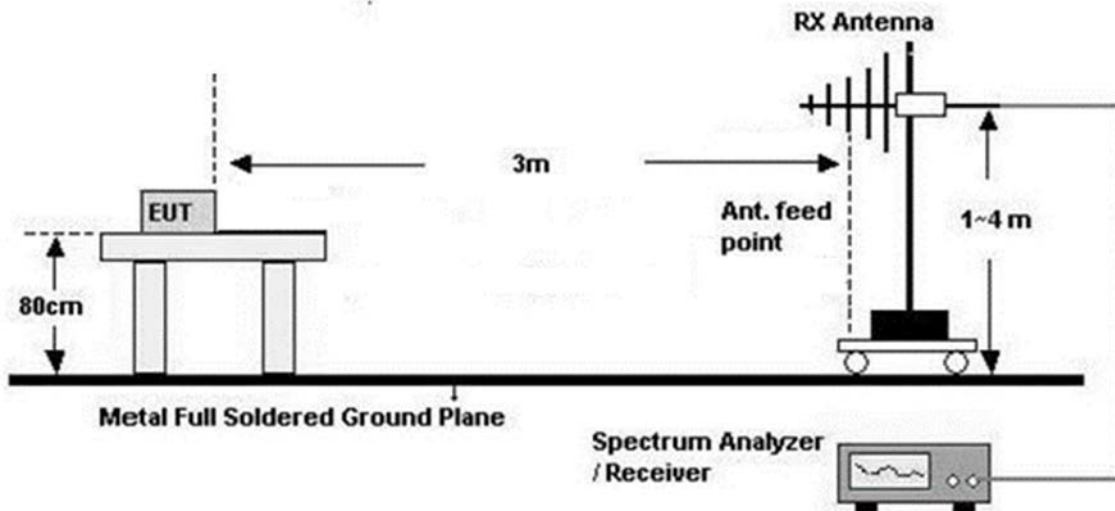 RX Antenna
3m
EUT
Ant. feed
point
1~4 m
80cm
Metal Full Soldered Ground Plane
Spectrum Analyzer
/ Receiver